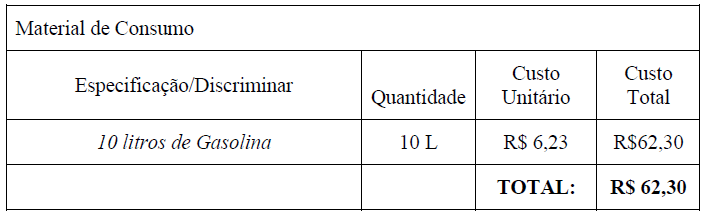 Material de Consumo
Especificação/Discriminar
Quantidade
Custo
Unitário
Custo
Total
10 litros de Gasolina
10 L
R$ 6,23
R$62,30
TOTAL:
R$ 62,30